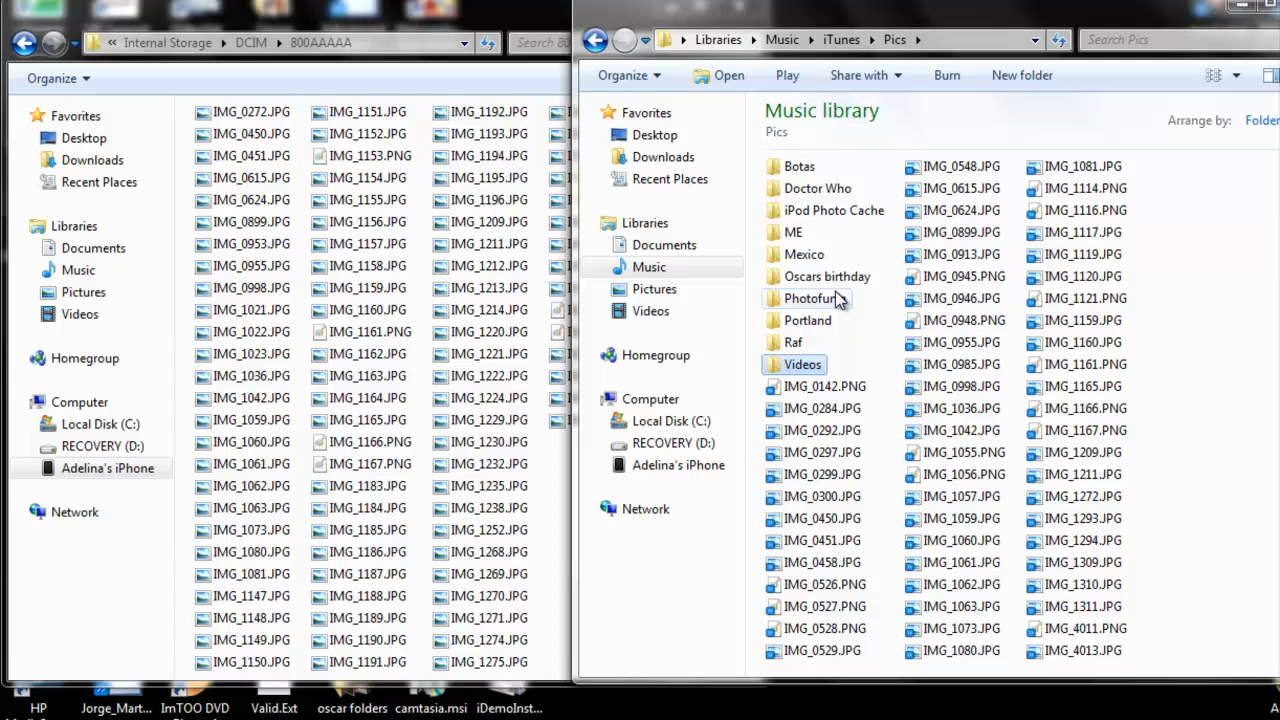 Internal Storage
DCIM
800AAAAA
Search 80
Organize
Favorites
Desktop
Downloads
Recent Places
Libraries
Documents
Music
Pictures
Videos
Homegroup
Computer
Local Disk (C:)
RECOVERY (D:)
Adelina's iPhone
Network
IMG_0272.JPG
IMG_0450.JPG
IMG_0451.JPG
IMG_0615.JPG
IMG_0624.JPG
IMG_0899.JPG
IMG_0953.JPG
IMG_0955.JPG
IMG_0998.JPG
IMG_1021.JPG
IMG_1022.JPG
IMG_1023.JPG
IMG_1036.JPG
IMG_1042.JPG
IMG_1059.JPG
IMG_1060.JPG
IMG_1061.JPG
IMG_1062.JPG
IMG_1063.JPG
IMG_1073.JPG
IMG_1080.JPG
IMG_1081.JPG
IMG_1147.JPG
IMG_1148.JPG
IMG_1149.JPG
IMG_1150.JPG
IMG_1151.JPG
IMG_1152.JPG
IMG_1153.PNG
IMG_1154.JPG
IMG_1155.JPG
IMG_1156.JPG
IMG_1157.JPG
IMG_1158.JPG
IMG_1159.JPG
IMG_1160.JPG
IMG_1161.PNG
IMG_1162.JPG
IMG_1163.JPG
IMG_1164.JPG
IMG_1165.JPG
IMG_1166.PNG
IMG_1167.PNG
IMG_1183.JPG
IMG_1184.JPG
IMG_1185.JPG
IMG_1186.JPG
IMG_1187.JPG
IMG_1188.JPG
IMG_1189.JPG
IMG_1190.JPG
IMG_1191.JPG
IMG_1192.JPG
IMG_1193.JPG
IMG_1194.JPG
IMG_1195.JPG
IMG_1196.JPG
IMG_1209.JPG
IMG_1211.JPG
IMG_1212.JPG
IMG_1213.JPG
IMG_1214.JPG
IMG_1220.JPG
IMG_1221.JPG
IMG_1222.JPG
IMG_1224.JPG
IMG_1229.JPG
IMG_1230.JPG
IMG_1232.JPG
IMG_1235.JPG
IMG_1238.JPG
IMG_1252.JPG
IMG_1268.JPG
IMG_1269.JPG
IMG_1270.JPG
IMG_1271.JPG
IMG_1274.JPG
IMG_1275.JPG
Libraries
Music
iTunes
Pics
Search Pics
Organize
Open
Play
Share with
Burn
New folder
Music library
Pics
Arrange by:
Folder
Favorites
Desktop
Downloads
Recent Places
Libraries
Documents
Music
Pictures
Videos
Homegroup
Computer
Local Disk (C:)
RECOVERY (D:)
Adelina's iPhone
Network
Botas
Doctor Who
iPod Photo Cache
ME
Mexico
Oscars birthday
Portland
Raf
Videos
IMG_0142.PNG
IMG_0284.JPG
IMG_0292.JPG
IMG_0297.JPG
IMG_0299.JPG
IMG_0300.JPG
IMG_0450.JPG
IMG_0451.JPG
IMG_0458.JPG
IMG_0526.PNG
IMG_0527.PNG
IMG_0528.PNG
IMG_0529.JPG
IMG_0548.JPG
IMG_0615.JPG
IMG_0624.JPG
IMG_0899.JPG
IMG_0913.JPG
IMG_0945.PNG
IMG_0946.JPG
IMG_0948.PNG
IMG_0955.JPG
IMG_0985.JPG
IMG_0998.JPG
IMG_1036.JPG
IMG_1042.JPG
IMG_1055.PNG
IMG_1056.PNG
IMG_1057.JPG
IMG_1059.JPG
IMG_1060.JPG
IMG_1061.JPG
IMG_1062.JPG
IMG_1063.JPG
IMG_1073.JPG
IMG_1080.JPG
IMG_1081.JPG
IMG_1114.PNG
IMG_1116.PNG
IMG_1117.JPG
IMG_1119.JPG
IMG_1120.JPG
IMG_1121.PNG
IMG_1159.JPG
IMG_1160.JPG
IMG_1161.PNG
IMG_1165.JPG
IMG_1166.PNG
IMG_1167.PNG
IMG_1209.JPG
IMG_1211.JPG
IMG_1272.JPG
IMG_1293.JPG
IMG_1294.JPG
IMG_1309.JPG
IMG_1310.JPG
IMG_1311.JPG
IMG_4011.PNG
IMG_4013.JPG
HP
Jorge_Mart...
ImTOO DVD
Valid.Ext
oscar folders
camtasia.msi
iDemoInst...